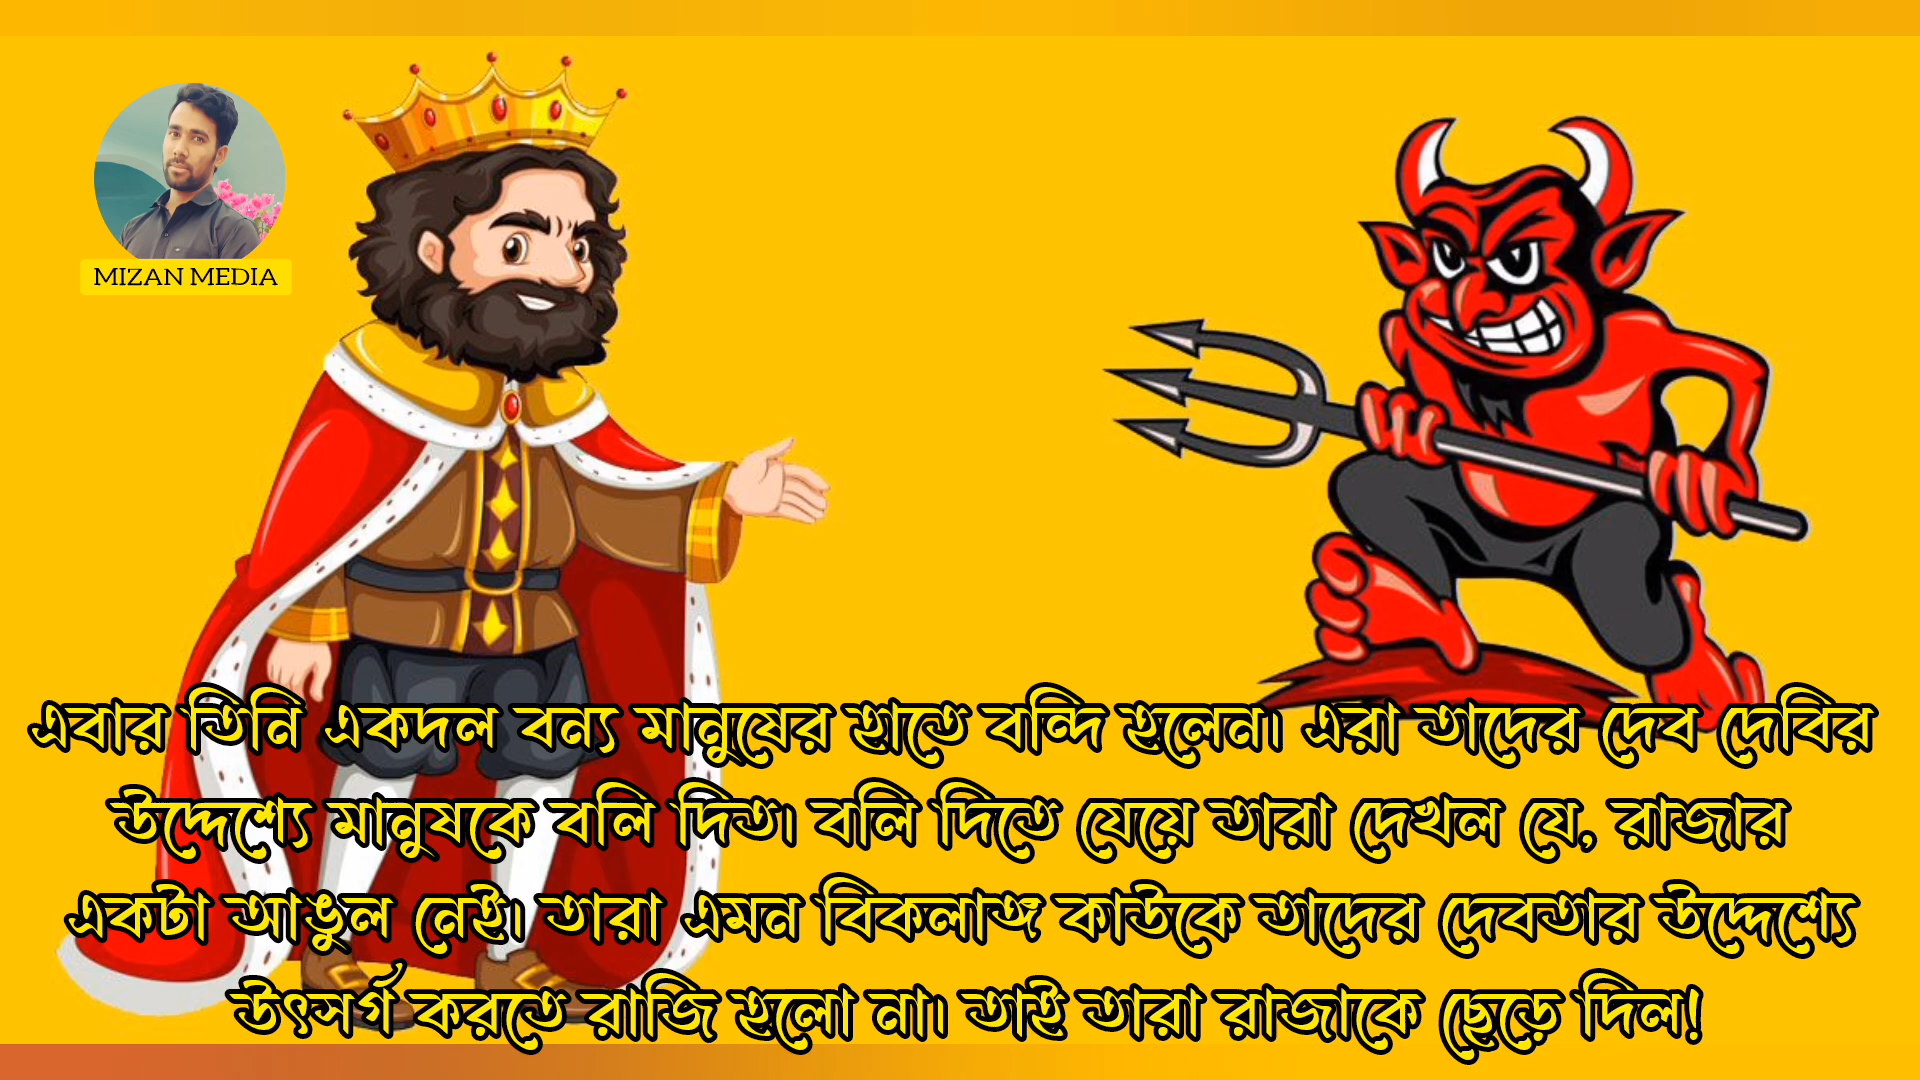 MIZAN MEDIA
এবার তিনি একদল বন্য মানুষের হাতে বন্দি হলেন। এরা তাদের দেব দেবির
উদ্দেশ্যে মানুষকে বলি দিত। বলি দিতে যেয়ে তারা দেখল যে, রাজার
একটা আঙুল নেই। তারা এমন বিকলাঙ্গ কাউকে তাদের দেবতার উদ্দেশ্যে
উৎসর্গ করতে রাজি হলো না। তাই তারা রাজাকে ছেড়ে দিল!